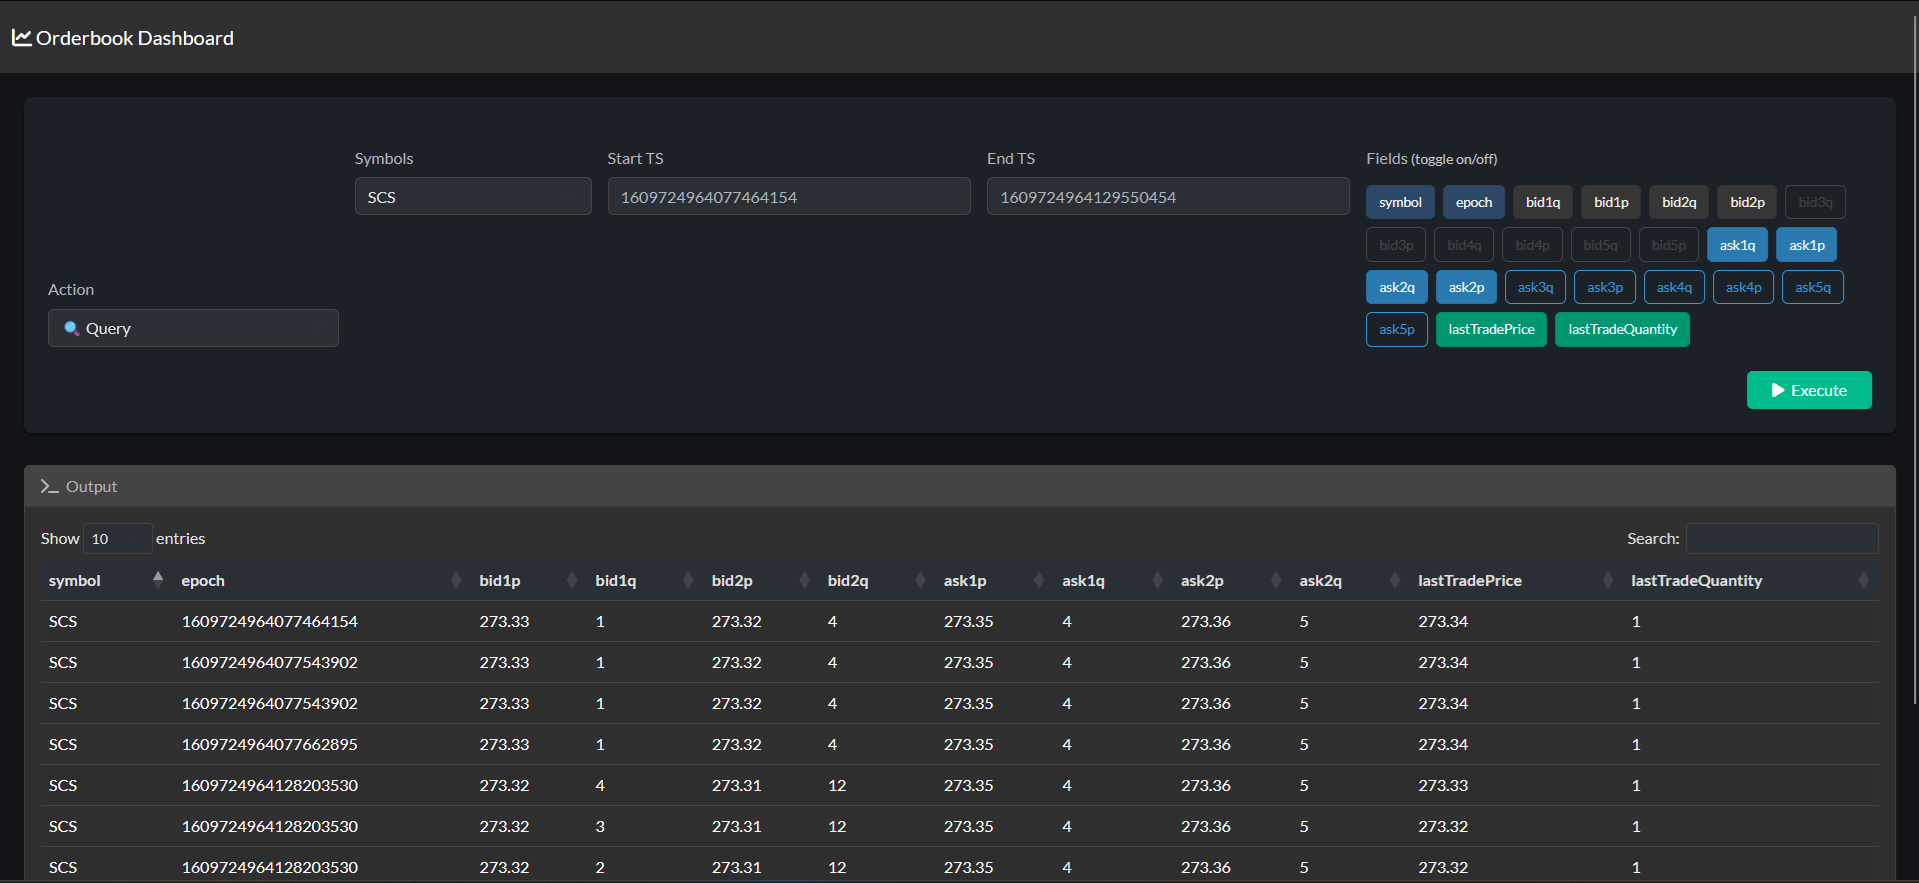 Orderbook Dashboard
Symbols
SCS
Start TS
1609724964077464154
End TS
1609724964129550454
Fields (toggle on/off)
symbol epoch bid1q bid1p bid2q bid2p bid3q
bid3p bid4q bid4p bid5q bid5p ask1q ask1p
ask2q ask2p ask3q ask3p ask4q ask4p ask5q
ask5p lastTradePrice lastTradeQuantity
Action
Query
Execute
Output
Show 10 entries
Search:
symbol epoch bid1p bid1q bid2p bid2q ask1p ask1q ask2p ask2q lastTradePrice lastTradeQuantity
SCS 1609724964077464154 273.33 1 273.32 4 273.35 4 273.36 5 273.34 1
SCS 1609724964077543902 273.33 1 273.32 4 273.35 4 273.36 5 273.34 1
SCS 1609724964077543902 273.33 1 273.32 4 273.35 4 273.36 5 273.34 1
SCS 1609724964077662895 273.33 1 273.32 4 273.35 4 273.36 5 273.34 1
SCS 1609724964128203530 273.32 4 273.31 12 273.35 4 273.36 5 273.33 1
SCS 1609724964128203530 273.32 3 273.31 12 273.35 4 273.36 5 273.32 1
SCS 1609724964128203530 273.32 2 273.31 12 273.35 4 273.36 5 273.32 1